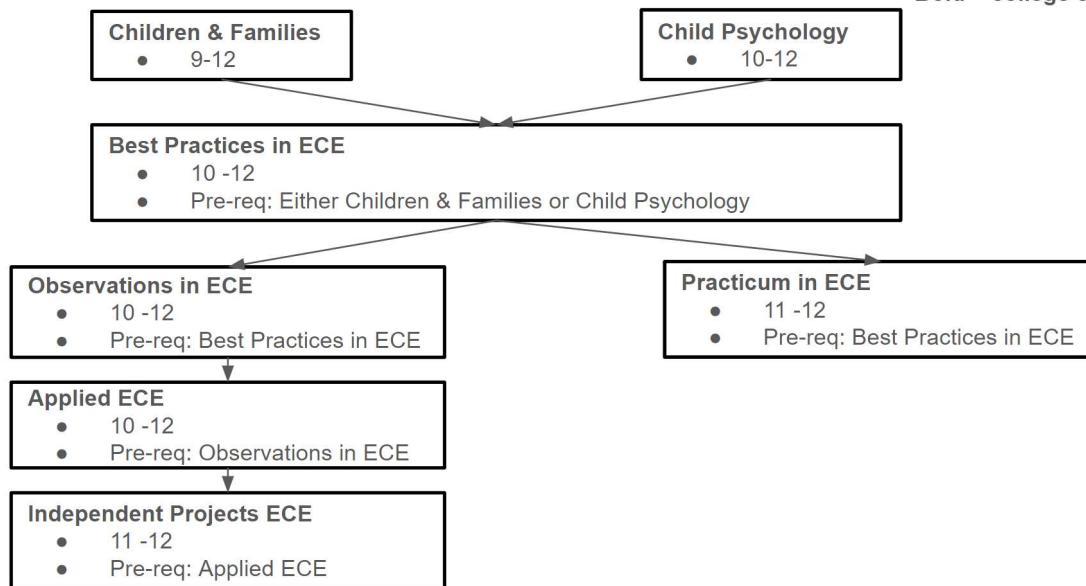 Children & Families
● 9-12
Child Psychology
● 10-12
Best Practices in ECE
● 10 -12
● Pre-req: Either Children & Families or Child Psychology
Observations in ECE
● 10 -12
● Pre-req: Best Practices in ECE
Practicum in ECE
● 11 -12
● Pre-req: Best Practices in ECE
Applied ECE
● 10 -12
● Pre-req: Observations in ECE
Independent Projects ECE
● 11 -12
● Pre-req: Applied ECE